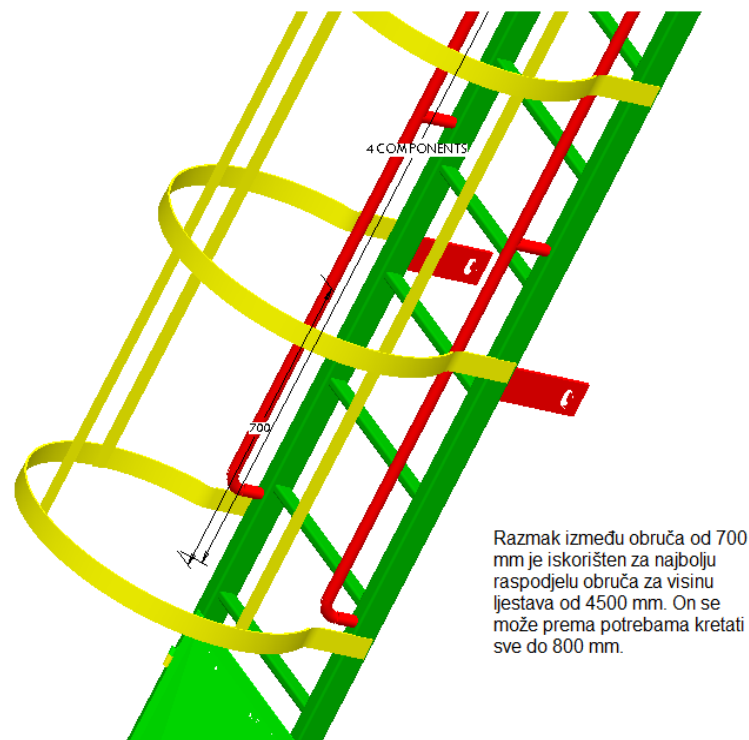 4 COMPONENTS
700
Razmak između obruča od 700
mm je iskorišten za najbolju
raspodjelu obruča za visinu
ljestava od 4500 mm. On se
može prema potrebama kretati
sve do 800 mm.